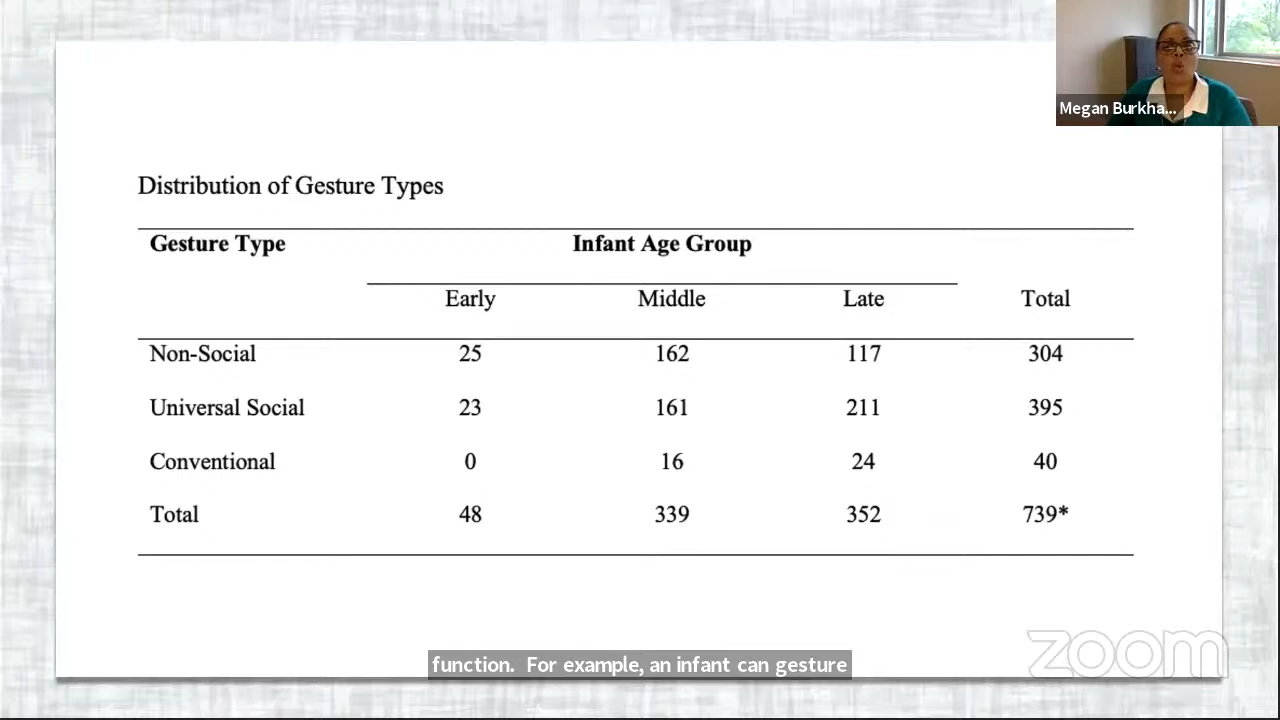 Megan Burkha...
Distribution of Gesture Types
Gesture Type Infant Age Group
Early Middle Late Total
Non-Social 25 162 117 304
Universal Social 23 161 211 395
Conventional 0 16 24 40
Total 48 339 352 739*
function. For example, an infant can gesture
zoom